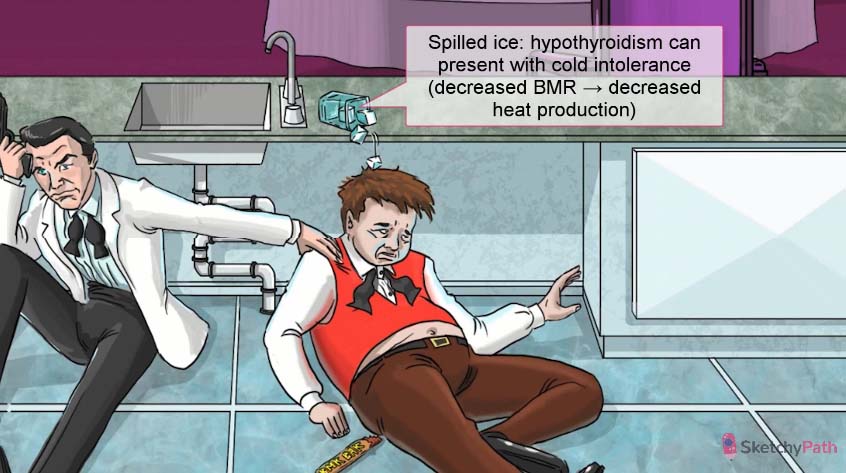 Spilled ice: hypothyroidism can
present with cold intolerance
(decreased BMR → decreased
heat production)
SketchyPath